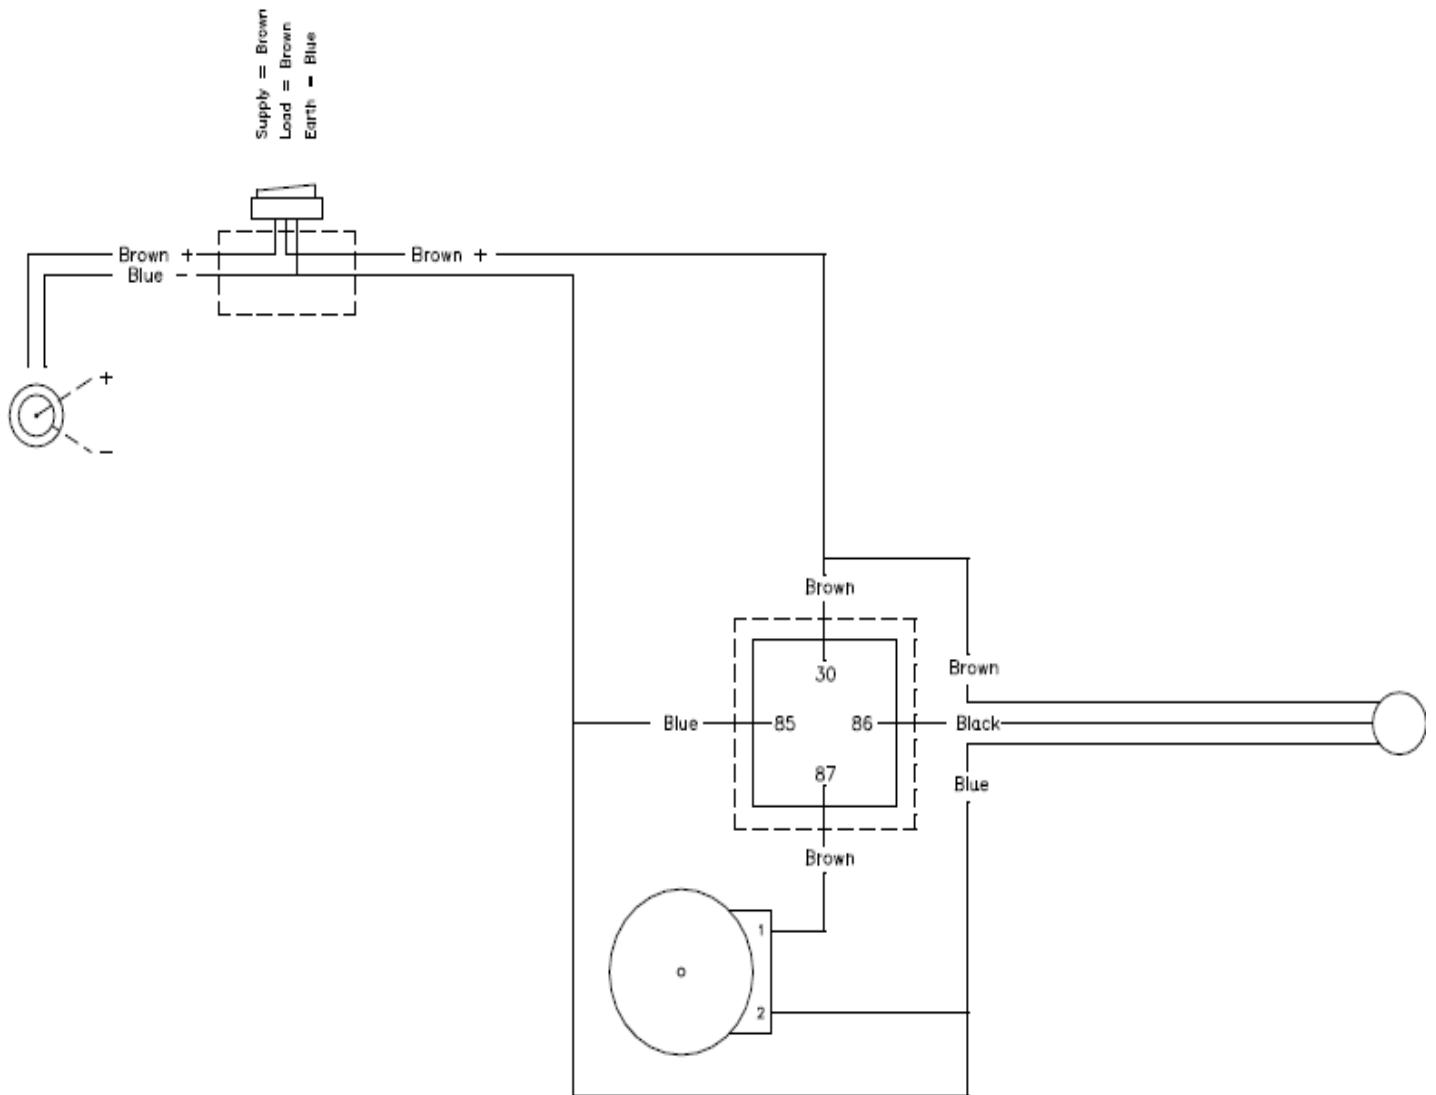 Supply = Brown
Load = Brown
Earth = Blue
Brown +
Brown +
Blue -
+
-
Brown
30
Brown
Blue
85
86
Black
87
Blue
Brown
1
2